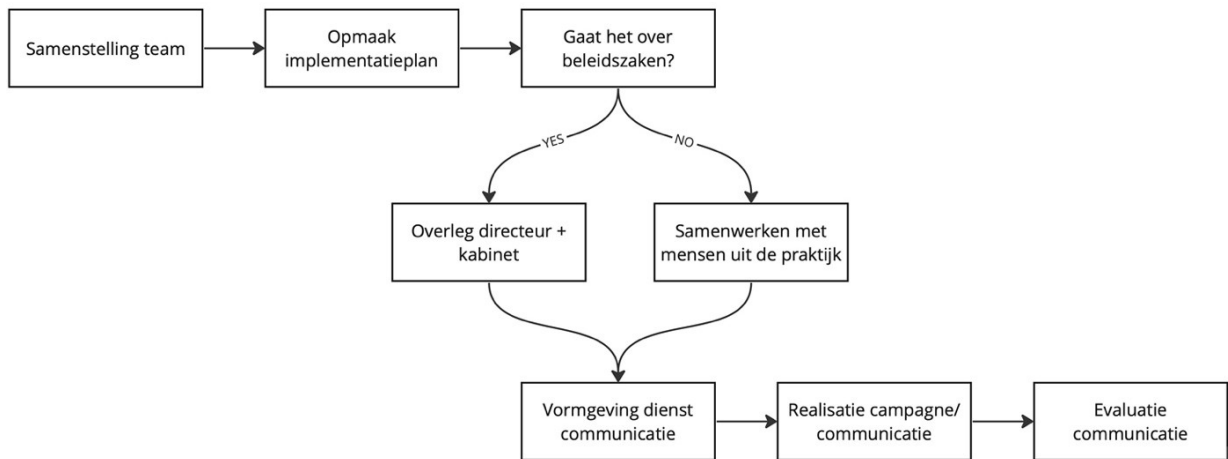 Samenstelling team
Opmaak
implementatieplan
Gaat het over
beleidszaken?
YES
NO
Overleg directeur +
kabinet
Samenwerken met
mensen uit de praktijk
Vormgeving dienst
communicatie
Realisatie campagne/
communicatie
Evaluatie
communicatie